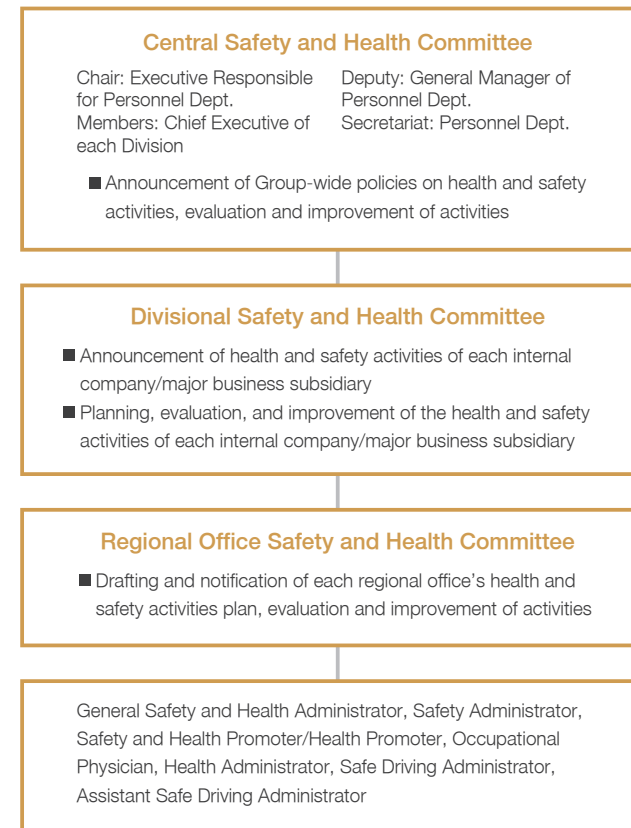 Central Safety and Health Committee
Chair: Executive Responsible
for Personnel Dept.
Members: Chief Executive of
each Division
Deputy: General Manager of
Personnel Dept.
Secretariat: Personnel Dept.
■ Announcement of Group-wide policies on health and safety
activities, evaluation and improvement of activities
Divisional Safety and Health Committee
■ Announcement of health and safety activities of each internal
company/major business subsidiary
■ Planning, evaluation, and improvement of the health and safety
activities of each internal company/major business subsidiary
Regional Office Safety and Health Committee
■ Drafting and notification of each regional office’s health and
safety activities plan, evaluation and improvement of activities
General Safety and Health Administrator, Safety Administrator,
Safety and Health Promoter/Health Promoter, Occupational
Physician, Health Administrator, Safe Driving Administrator,
Assistant Safe Driving Administrator